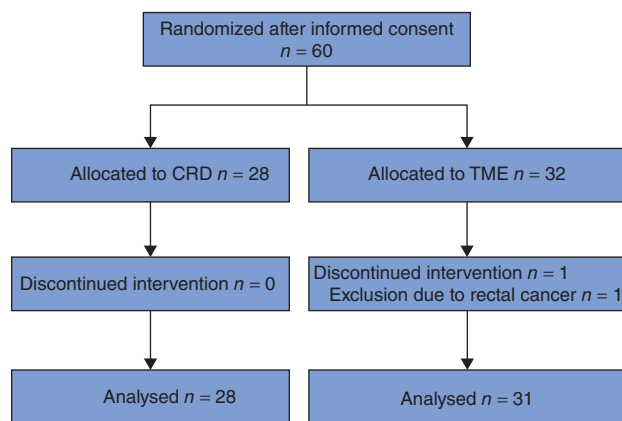 Randomized after informed consent
n = 60
Allocated to CRD n = 28
Allocated to TME n = 32
Discontinued intervention n = 0
Discontinued intervention n = 1
Exclusion due to rectal cancer n = 1
Analysed n = 28
Analysed n = 31